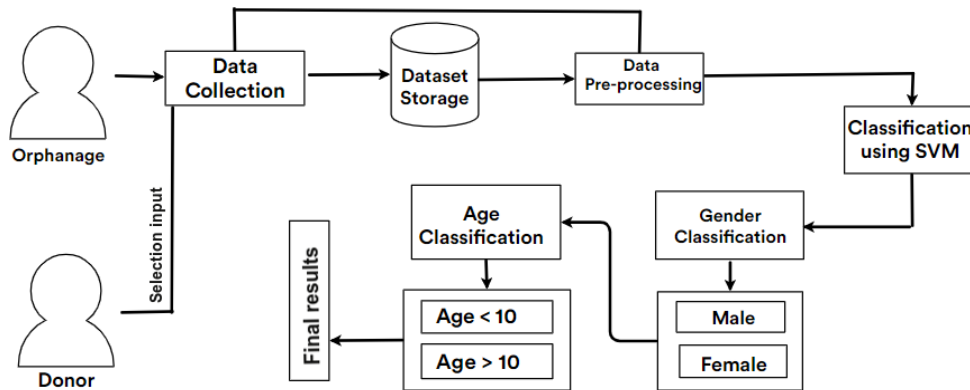 Orphanage
Data
Collection
Dataset
Storage
Data
Pre-processing
Classification
using SVM
Gender
Classification
Male
Female
Age
Classification
Age < 10
Age > 10
Final results
Selection input
Donor